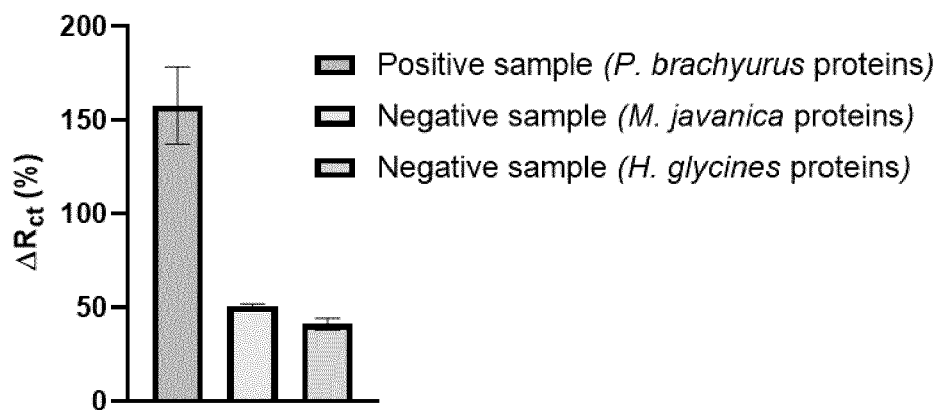 200
150
100
50
0
ΔRct (%)
Positive sample (P. brachyurus proteins)
Negative sample (M. javanica proteins)
Negative sample (H. glycines proteins)